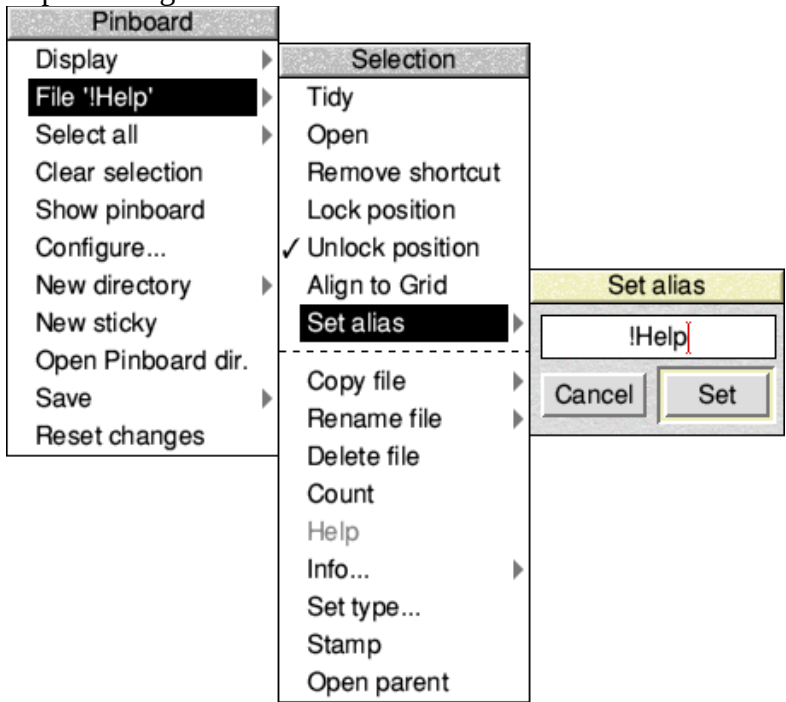 Pinboard
Display
File '!Help'
Select all
Clear selection
Show pinboard
Configure...
New directory
New sticky
Open Pinboard dir.
Save
Reset changes
Selection
Tidy
Open
Remove shortcut
Lock position
✓ Unlock position
Align to Grid
Set alias
Copy file
Rename file
Delete file
Count
Help
Info...
Set type...
Stamp
Open parent
Set alias
!Help
Cancel Set